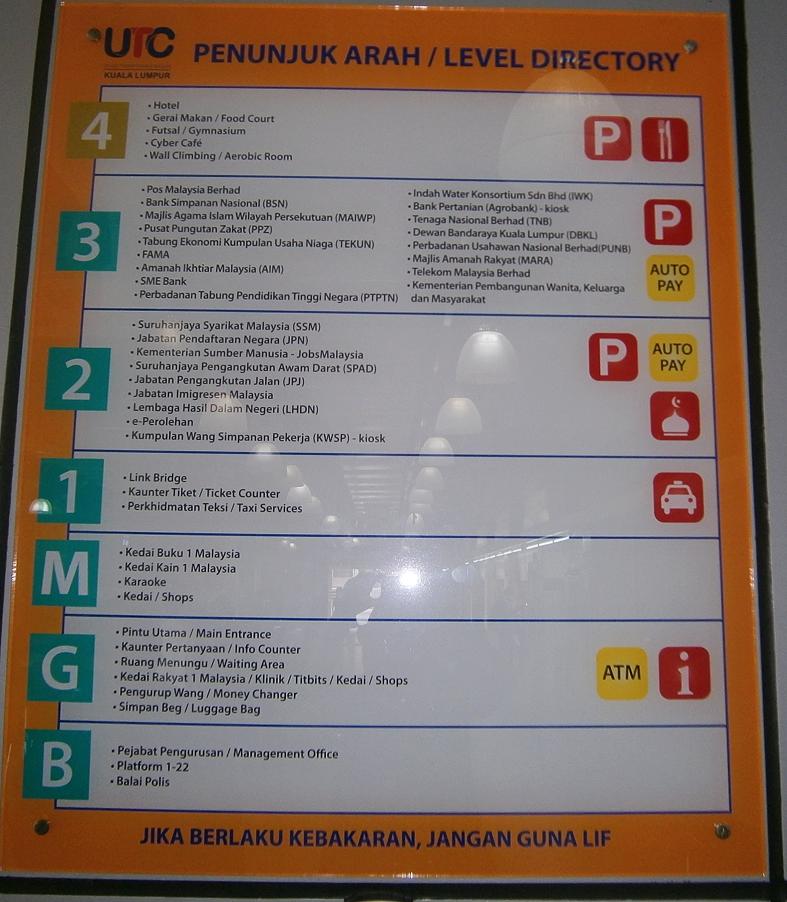 UTC
KUALA LUMPUR
PENUNJUK ARAH / LEVEL DIRECTORY
4
• Hotel
• Gerai Makan / Food Court
• Futsal / Gymnasium
• Cyber Café
• Wall Climbing / Aerobic Room
P
3
• Pos Malaysia Berhad
• Bank Simpanan Nasional (BSN)
• Majlis Agama Islam Wilayah Persekutuan (MAIWP)
• Pusat Pungutan Zakat (PPZ)
• Tabung Ekonomi Kumpulan Usaha Niaga (TEKUN)
• FAMA
• Amanah Ikhtiar Malaysia (AIM)
• SME Bank
• Perbadanan Tabung Pendidikan Tinggi Negara (PTPTN)
• Indah Water Konsortium Sdn Bhd (IWK)
• Bank Pertanian (Agrobank) - kiosk
• Tenaga Nasional Berhad (TNB)
• Dewan Bandaraya Kuala Lumpur (DBKL)
• Perbadanan Usahawan Nasional Berhad(PUNB)
• Majlis Amanah Rakyat (MARA)
• Telekom Malaysia Berhad
• Kementerian Pembangunan Wanita, Keluarga
dan Masyarakat
P
AUTO
PAY
2
• Suruhanjaya Syarikat Malaysia (SSM)
• Jabatan Pendaftaran Negara (JPN)
• Kementerian Sumber Manusia - JobsMalaysia
• Suruhanjaya Pengangkutan Awam Darat (SPAD)
• Jabatan Pengangkutan Jalan (JPJ)
• Jabatan Imigresen Malaysia
• Lembaga Hasil Dalam Negeri (LHDN)
• e-Perolehan
• Kumpulan Wang Simpanan Pekerja (KWSP) - kiosk
P
AUTO
PAY
1
• Link Bridge
• Kaunter Tiket / Ticket Counter
• Perkhidmatan Teksi / Taxi Services
M
• Kedai Buku 1 Malaysia
• Kedai Kain 1 Malaysia
• Karaoke
• Kedai / Shops
G
• Pintu Utama / Main Entrance
• Kaunter Pertanyaan / Info Counter
• Ruang Menungu / Waiting Area
• Kedai Rakyat 1 Malaysia / Klinik / Titbits / Kedai / Shops
• Pengurup Wang / Money Changer
• Simpan Beg / Luggage Bag
ATM
i
B
• Pejabat Pengurusan / Management Office
• Platform 1-22
• Balai Polis
JIKA BERLAKU KEBAKARAN, JANGAN GUNA LIF